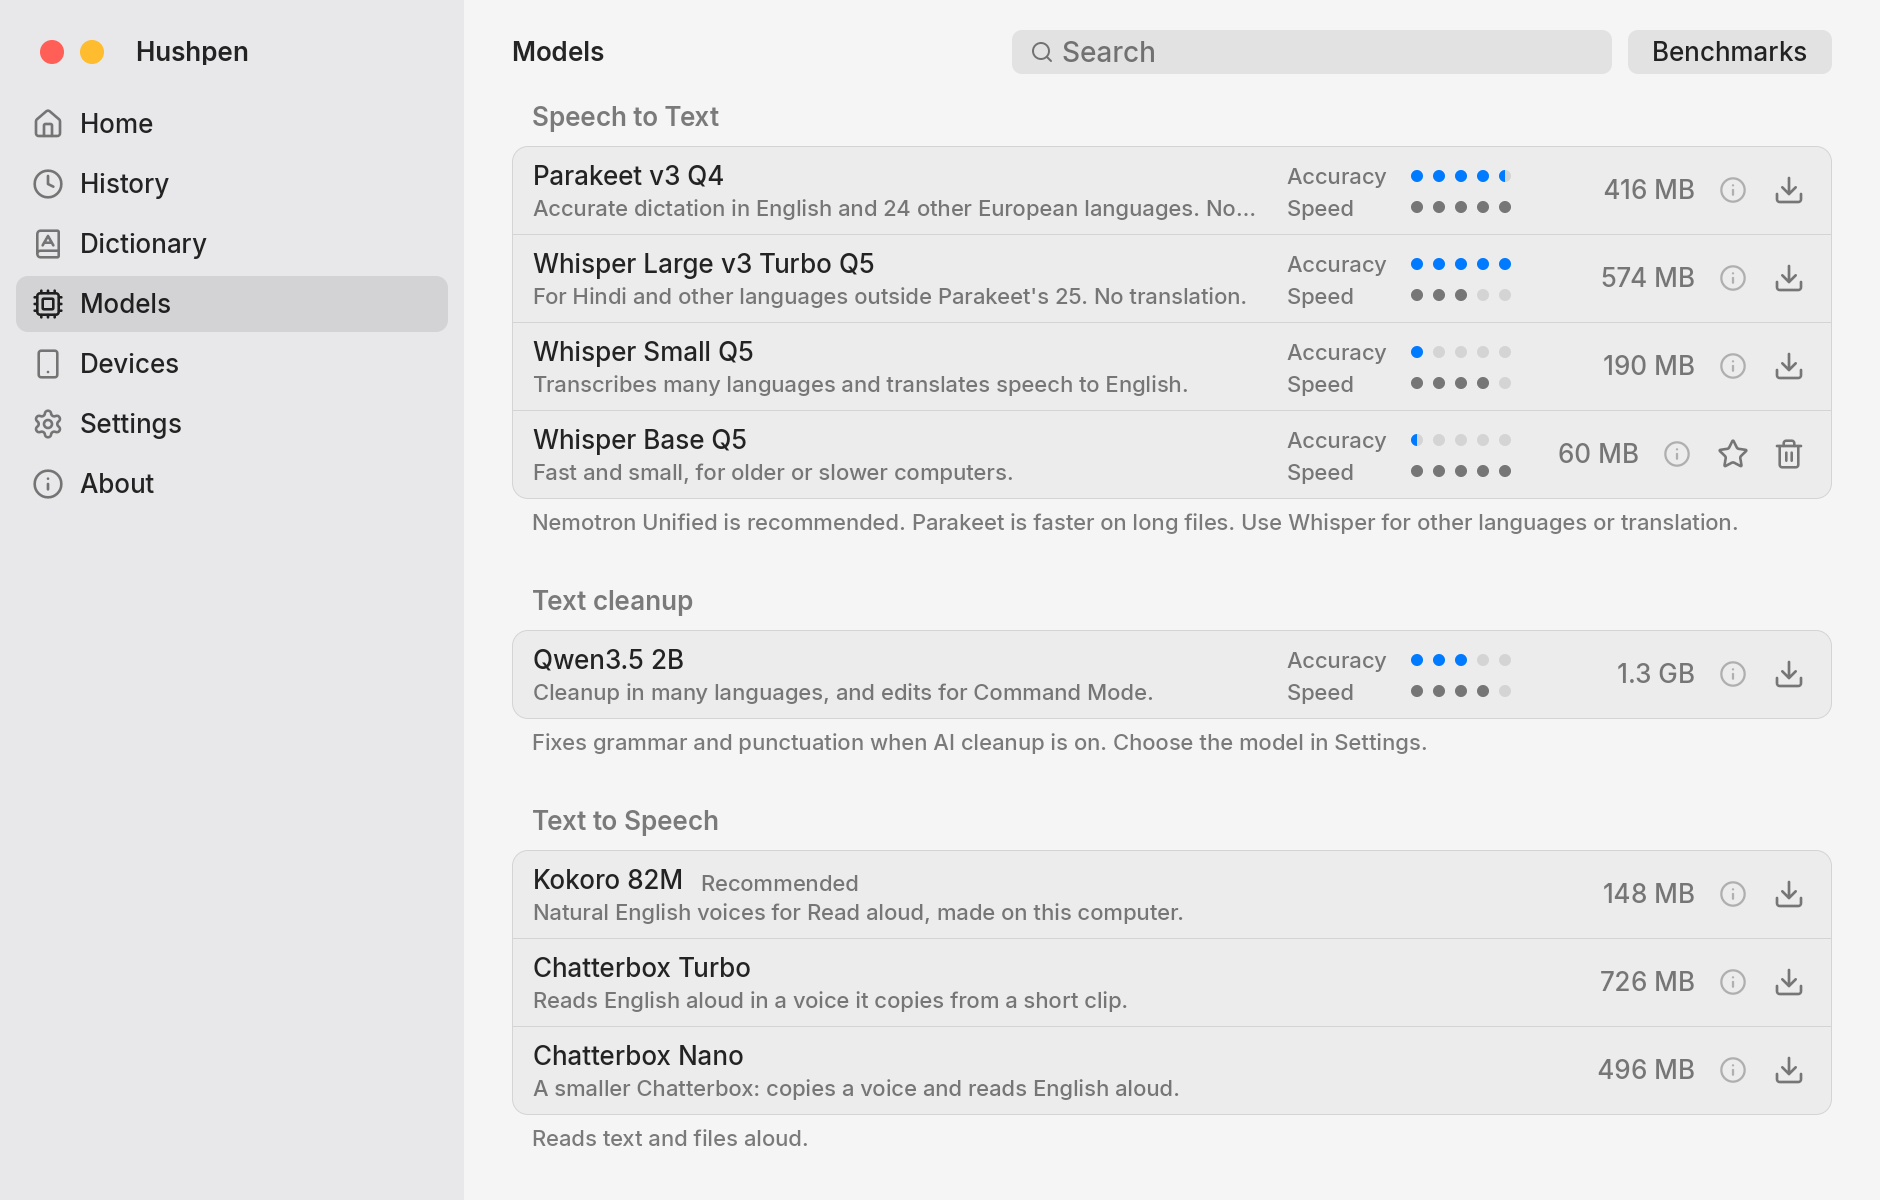 Hushpen
Home
History
Dictionary
Models
Devices
Settings
About
Models
Search
Benchmarks
Speech to Text
Parakeet v3 Q4
Accurate dictation in English and 24 other European languages. No...
Accuracy
Speed
416 MB
Whisper Large v3 Turbo Q5
For Hindi and other languages outside Parakeet's 25. No translation.
Accuracy
Speed
574 MB
Whisper Small Q5
Transcribes many languages and translates speech to English.
Accuracy
Speed
190 MB
Whisper Base Q5
Fast and small, for older or slower computers.
Accuracy
Speed
60 MB
Nemotron Unified is recommended. Parakeet is faster on long files. Use Whisper for other languages or translation.
Text cleanup
Qwen3.5 2B
Cleanup in many languages, and edits for Command Mode.
Accuracy
Speed
1.3 GB
Fixes grammar and punctuation when AI cleanup is on. Choose the model in Settings.
Text to Speech
Kokoro 82M Recommended
Natural English voices for Read aloud, made on this computer.
148 MB
Chatterbox Turbo
Reads English aloud in a voice it copies from a short clip.
726 MB
Chatterbox Nano
A smaller Chatterbox: copies a voice and reads English aloud.
496 MB
Reads text and files aloud.